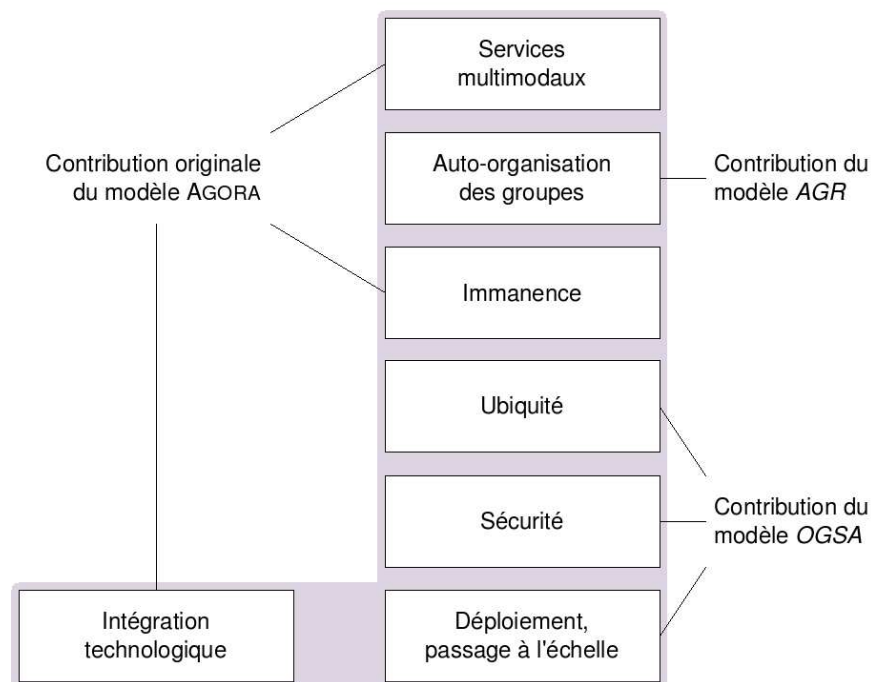 Services
multimodaux
Contribution originale
du modèle AGORA
Auto-organisation
des groupes
Contribution du
modèle AGR
Immanence
Ubiquité
Sécurité
Contribution du
modèle OGSA
Intégration
technologique
Déploiement,
passage à l'échelle